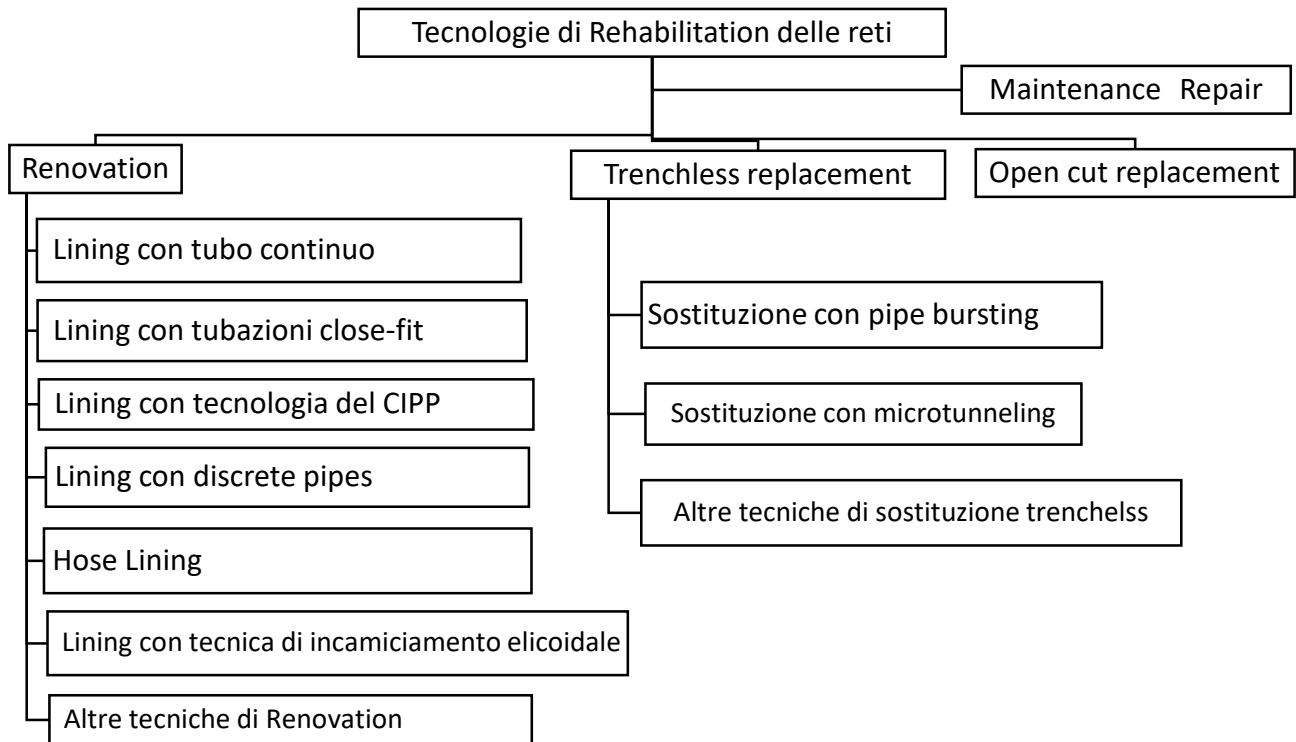 Tecnologie di Rehabilitation delle reti
Maintenance Repair
Renovation
Trenchless replacement
Open cut replacement
Lining con tubo continuo
Lining con tubazioni close-fit
Lining con tecnologia del CIPP
Lining con discrete pipes
Hose Lining
Lining con tecnica di incamiciamento elicoidale
Altre tecniche di Renovation
Sostituzione con pipe bursting
Sostituzione con microtunneling
Altre tecniche di sostituzione trenchelss